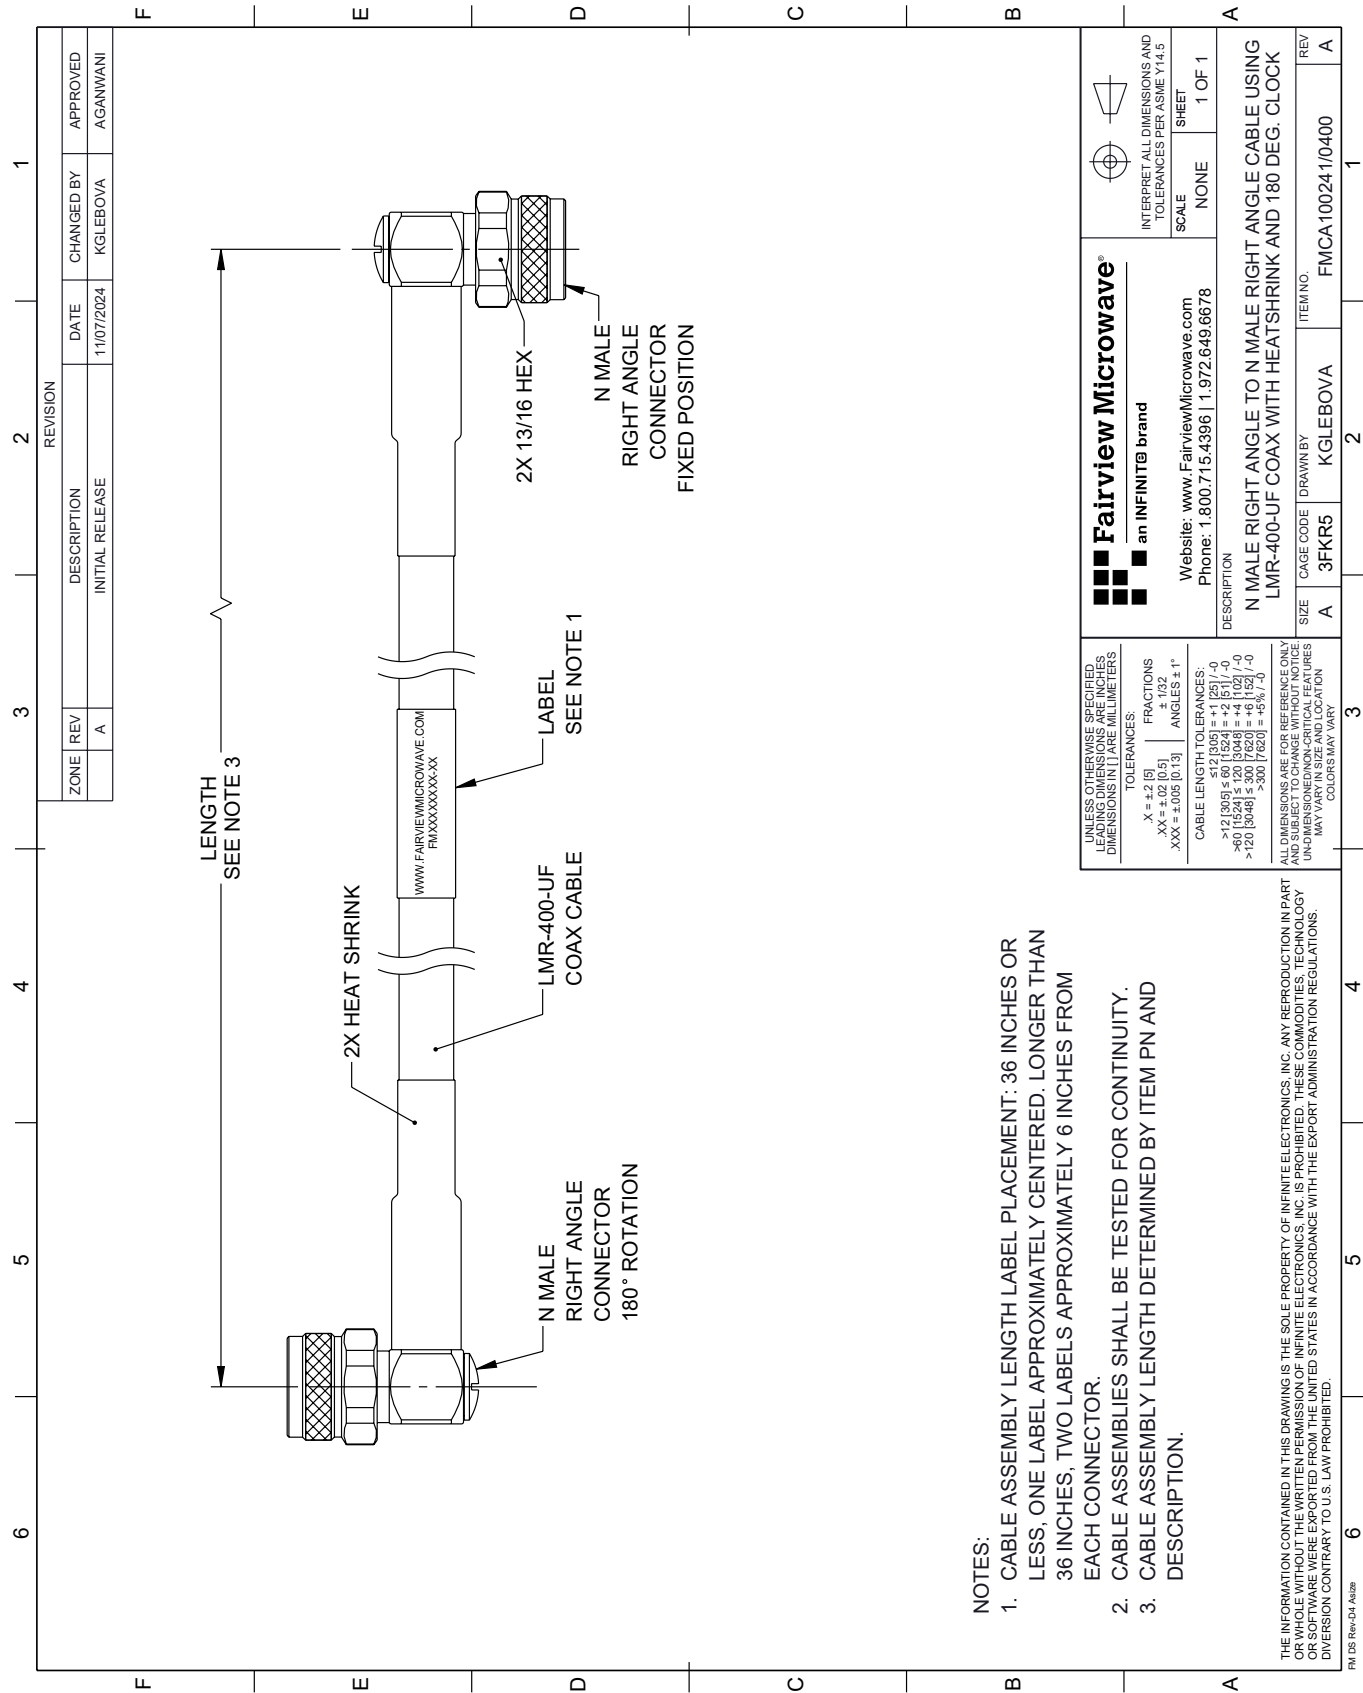 6
5
4
3
2
1
F
E
D
C
B
A
REVISION
ZONE REV DESCRIPTION DATE CHANGED BY APPROVED
A INITIAL RELEASE 11/07/2024 KGLEBOVA AGANWANI
LENGTH
SEE NOTE 3
2X HEAT SHRINK
WWW.FAIRVIEWMICROWAVE.COM
FMXXXXXXXXX-XX
N MALE
RIGHT ANGLE
CONNECTOR
180° ROTATION
LMR-400-UF
COAX CABLE
LABEL
SEE NOTE 1
2X 13/16 HEX
N MALE
RIGHT ANGLE
CONNECTOR
FIXED POSITION
NOTES:
1. CABLE ASSEMBLY LENGTH LABEL PLACEMENT: 36 INCHES OR
LESS, ONE LABEL APPROXIMATELY CENTERED. LONGER THAN
36 INCHES, TWO LABELS APPROXIMATELY 6 INCHES FROM
EACH CONNECTOR.
2. CABLE ASSEMBLIES SHALL BE TESTED FOR CONTINUITY.
3. CABLE ASSEMBLY LENGTH DETERMINED BY ITEM PN AND
DESCRIPTION.
THE INFORMATION CONTAINED IN THIS DRAWING IS THE SOLE PROPERTY OF INFINITE ELECTRONICS, INC. ANY REPRODUCTION IN PART
OR WHOLE WITHOUT THE WRITTEN PERMISSION OF INFINITE ELECTRONICS, INC. IS PROHIBITED. THESE COMMODITIES, TECHNOLOGY
OR SOFTWARE WERE EXPORTED FROM THE UNITED STATES IN ACCORDANCE WITH THE EXPORT ADMINISTRATION REGULATIONS.
DIVERSION CONTRARY TO U.S. LAW PROHIBITED.
UNLESS OTHERWISE SPECIFIED
LEADING DIMENSIONS ARE INCHES
DIMENSIONS IN [ ] ARE MILLIMETERS
TOLERANCES:
.X = ±.2 [5] FRACTIONS
.XX = ±.02 [0.5] ± 1/32
.XXX = ±.005 [0.13] ANGLES ± 1°
CABLE LENGTH TOLERANCES:
≤12 [305] = +1 [25] / -0
>12 [305] ≤ 60 [1524] = +2 [51] / -0
>60 [1524] ≤ 120 [3048] = +4 [102] / -0
>120 [3048] ≤ 300 [7620] = +6 [152] / -0
>300 [7620] = +5% / -0
ALL DIMENSIONS ARE FOR REFERENCE ONLY
AND SUBJECT TO CHANGE WITHOUT NOTICE.
UN-DIMENSIONED/NON-CRITICAL FEATURES
MAY VARY IN SIZE AND LOCATION
COLORS MAY VARY
Fairview Microwave®
an INFINIT℮ brand
Website: www.FairviewMicrowave.com
Phone: 1.800.715.4396 | 1.972.649.6678
INTERPRET ALL DIMENSIONS AND
TOLERANCES PER ASME Y14.5
SCALE
NONE
SHEET
1 OF 1
DESCRIPTION
N MALE RIGHT ANGLE TO N MALE RIGHT ANGLE CABLE USING
LMR-400-UF COAX WITH HEATSHRINK AND 180 DEG. CLOCK
SIZE
A
CAGE CODE
3FKR5
DRAWN BY
KGLEBOVA
ITEM NO.
FMCA100241/0400
REV
A
F
E
D
C
B
A
6
5
4
3
2
1
FM DS Rev-D4 Asize